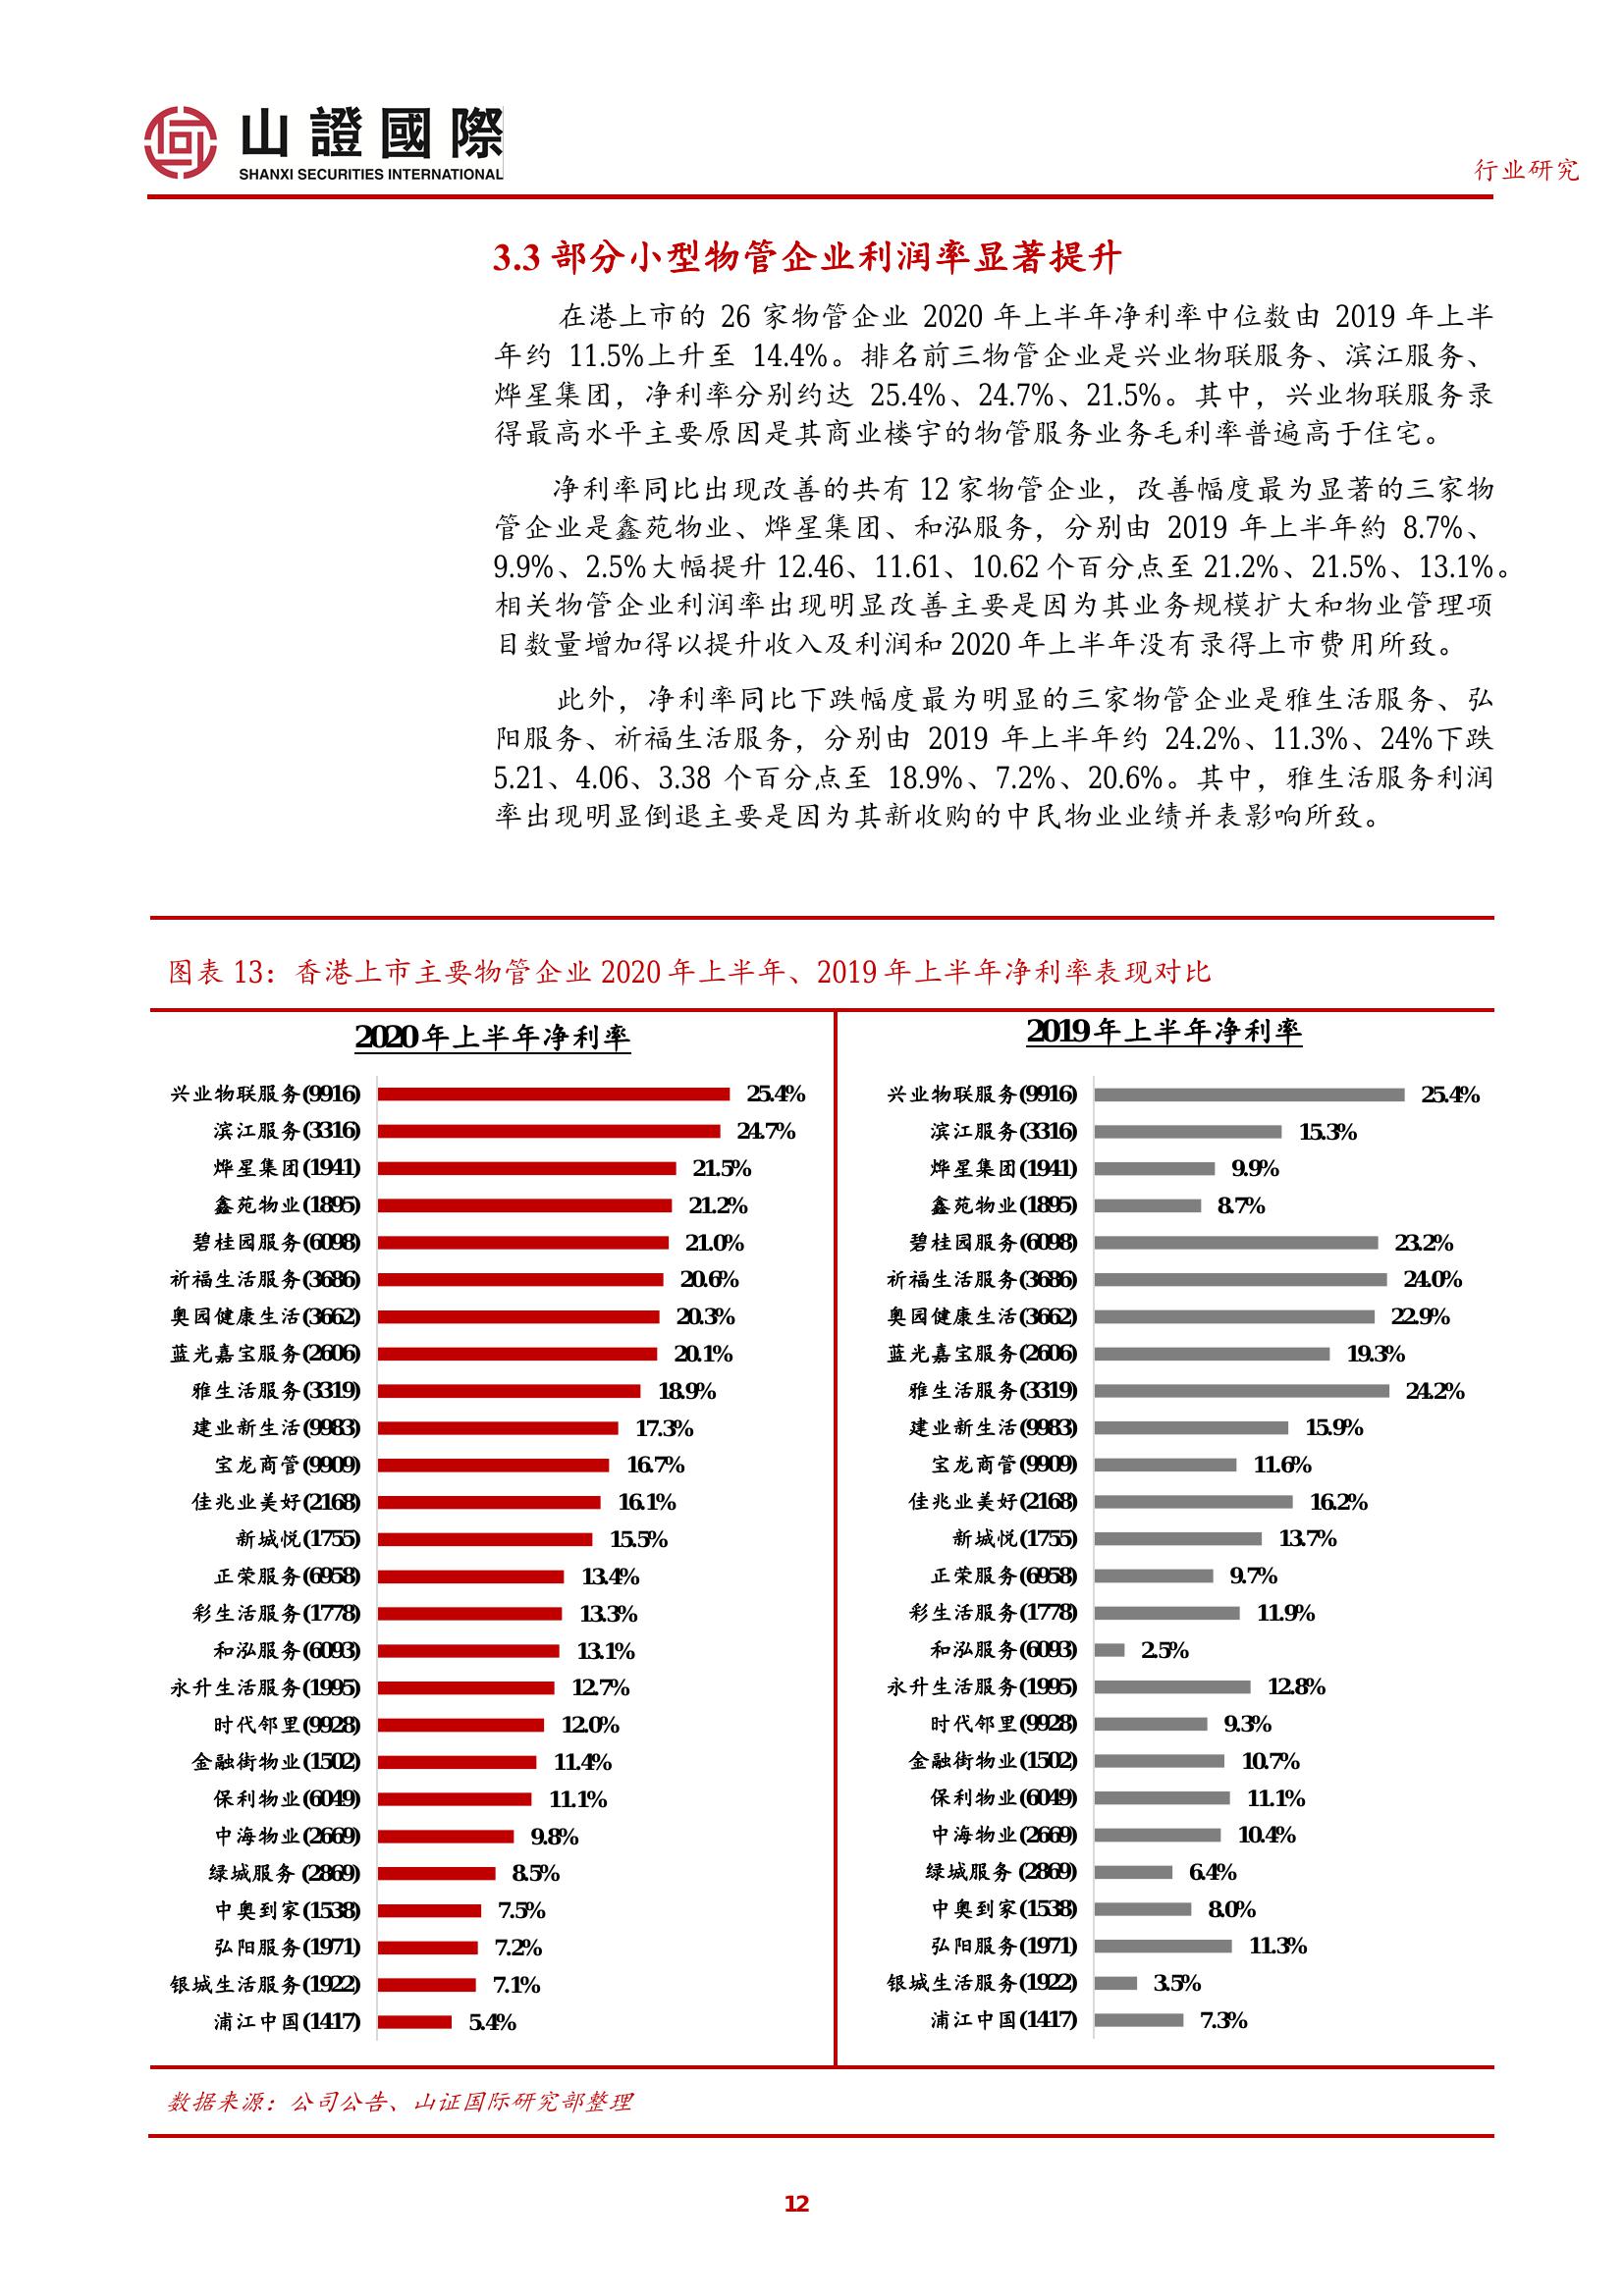 山證國際
SHANXI SECURITIES INTERNATIONAL
行业研究
3.3 部分小型物管企业利润率显著提升
在港上市的 26 家物管企业 2020 年上半年净利率中位数由 2019 年上半
年约 11.5%上升至 14.4%。排名前三物管企业是兴业物联服务、滨江服务、
烨星集团，净利率分别约达 25.4%、24.7%、21.5%。其中，兴业物联服务录
得最高水平主要原因是其商业楼宇的物管服务业务毛利率普遍高于住宅。
净利率同比出现改善的共有 12 家物管企业，改善幅度最为显著的三家物
管企业是鑫苑物业、烨星集团、和泓服务，分别由 2019 年上半年約 8.7%、
9.9%、2.5%大幅提升 12.46、11.61、10.62 个百分点至 21.2%、21.5%、13.1%。
相关物管企业利润率出现明显改善主要是因为其业务规模扩大和物业管理项
目数量增加得以提升收入及利润和 2020 年上半年没有录得上市费用所致。
此外，净利率同比下跌幅度最为明显的三家物管企业是雅生活服务、弘
阳服务、祈福生活服务，分别由 2019 年上半年约 24.2%、11.3%、24%下跌
5.21、4.06、3.38 个百分点至 18.9%、7.2%、20.6%。其中，雅生活服务利润
率出现明显倒退主要是因为其新收购的中民物业业绩并表影响所致。
图表 13：香港上市主要物管企业 2020 年上半年、2019 年上半年净利率表现对比
2020年上半年净利率
兴业物联服务(9916) 25.4%
滨江服务(3316) 24.7%
烨星集团(1941) 21.5%
鑫苑物业(1895) 21.2%
碧桂园服务(6098) 21.0%
祈福生活服务(3686) 20.6%
奥园健康生活(3662) 20.3%
蓝光嘉宝服务(2606) 20.1%
雅生活服务(3319) 18.9%
建业新生活(9983) 17.3%
宝龙商管(9909) 16.7%
佳兆业美好(2168) 16.1%
新城悦(1755) 15.5%
正荣服务(6958) 13.4%
彩生活服务(1778) 13.3%
和泓服务(6093) 13.1%
永升生活服务(1995) 12.7%
时代邻里(9928) 12.0%
金融街物业(1502) 11.4%
保利物业(6049) 11.1%
中海物业(2669) 9.8%
绿城服务 (2869) 8.5%
中奥到家(1538) 7.5%
弘阳服务(1971) 7.2%
银城生活服务(1922) 7.1%
浦江中国(1417) 5.4%
2019年上半年净利率
兴业物联服务(9916) 25.4%
滨江服务(3316) 15.3%
烨星集团(1941) 9.9%
鑫苑物业(1895) 8.7%
碧桂园服务(6098) 23.2%
祈福生活服务(3686) 24.0%
奥园健康生活(3662) 22.9%
蓝光嘉宝服务(2606) 19.3%
雅生活服务(3319) 24.2%
建业新生活(9983) 15.9%
宝龙商管(9909) 11.6%
佳兆业美好(2168) 16.2%
新城悦(1755) 13.7%
正荣服务(6958) 9.7%
彩生活服务(1778) 11.9%
和泓服务(6093) 2.5%
永升生活服务(1995) 12.8%
时代邻里(9928) 9.3%
金融街物业(1502) 10.7%
保利物业(6049) 11.1%
中海物业(2669) 10.4%
绿城服务 (2869) 6.4%
中奥到家(1538) 8.0%
弘阳服务(1971) 11.3%
银城生活服务(1922) 3.5%
浦江中国(1417) 7.3%
数据来源：公司公告、山证国际研究部整理
12